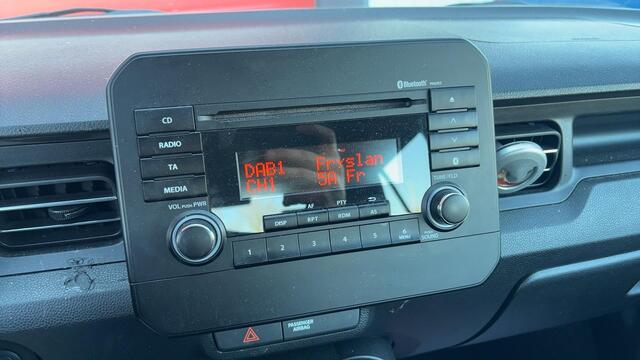 Bluetooth
CD
RADIO
TA
MEDIA
VOL PUSH PWR
DAB1 Fryslan
CH1 5A Fr
TUNE/FLD
AF PTY
DISP RPT RDM AS
1 2 3 4 5 6
MENU
PUSH SOUND
PASSENGER
AIRBAG